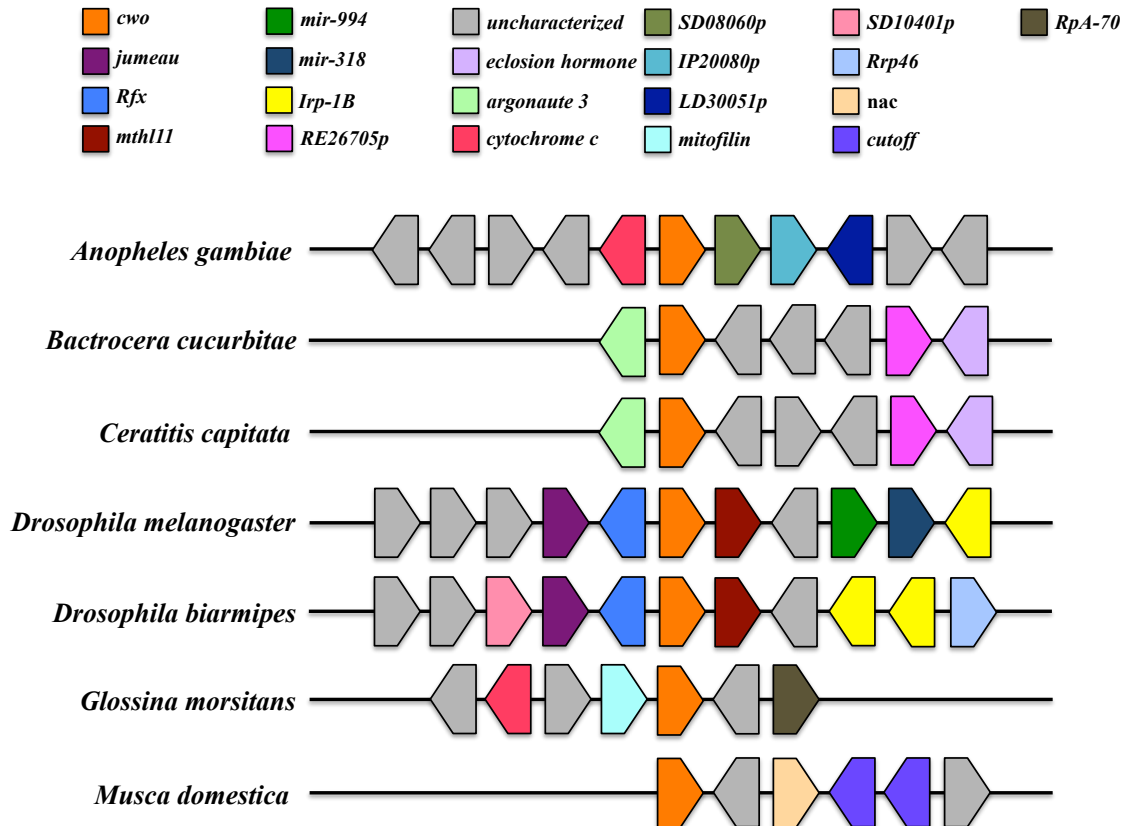 cwo mir-994 uncharacterized SD08060p SD10401p RpA-70
jumeau mir-318 eclosion hormone IP20080p Rrp46
Rfx Irp-1B argonaute 3 LD30051p nac
mthl11 RE26705p cytochrome c mitofilin cutoff
Anopheles gambiae
Bactrocera cucurbitae
Ceratitis capitata
Drosophila melanogaster
Drosophila biarmipes
Glossina morsitans
Musca domestica